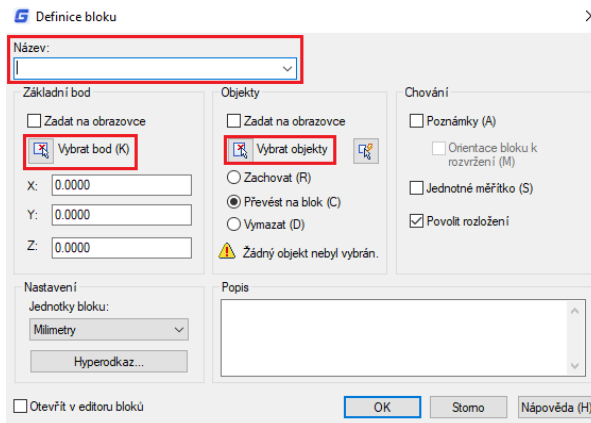 Definice bloku
Název:
Základní bod
Zadat na obrazovce
Vybrat bod (K)
X: 0.0000
Y: 0.0000
Z: 0.0000
Objekty
Zadat na obrazovce
Vybrat objekty
Zachovat (R)
Převést na blok (C)
Vymazat (D)
Žádný objekt nebyl vybrán.
Chování
Poznámky (A)
Orientace bloku k
rozvržení (M)
Jednotné měřítko (S)
Povolit rozložení
Nastavení
Jednotky bloku:
Milimetry
Hyperodkaz...
Popis
Otevřít v editoru bloků
OK
Storno
Nápověda (H)